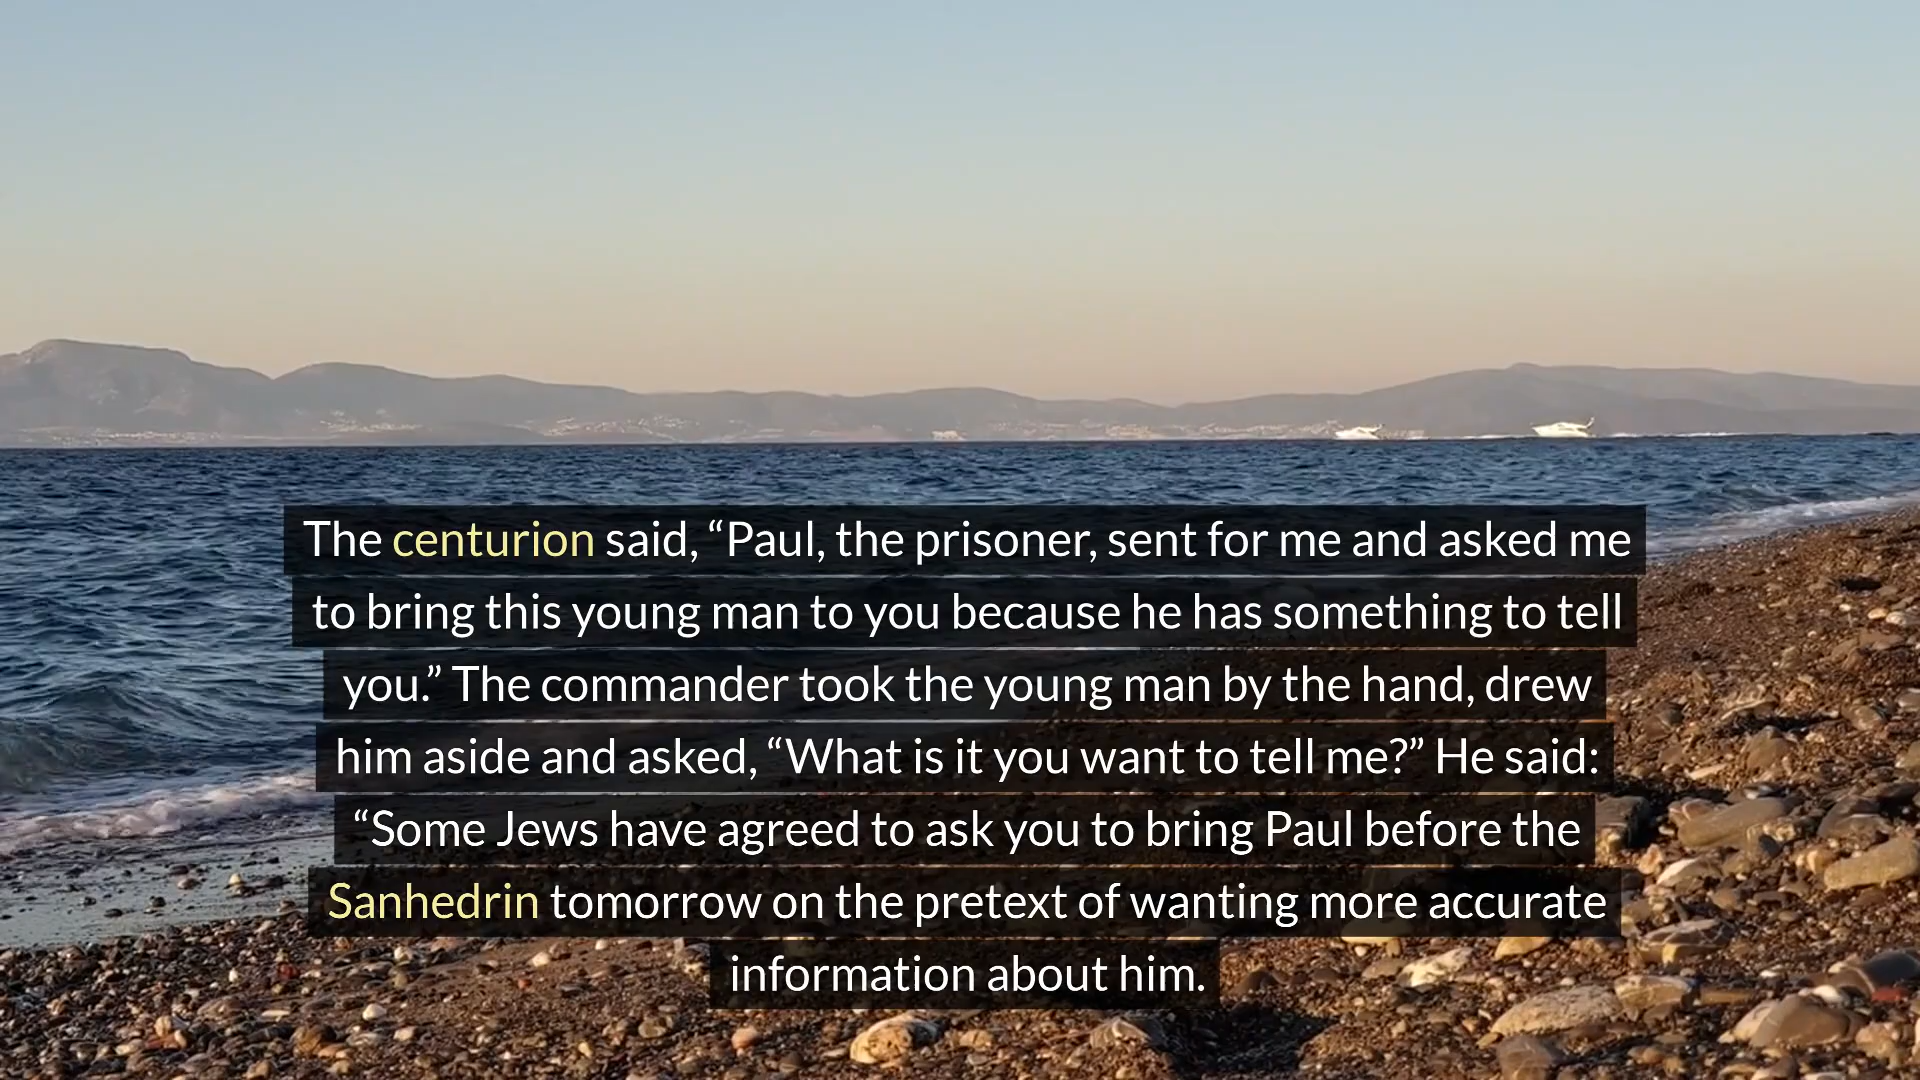 The centurion said, “Paul, the prisoner, sent for me and asked me
to bring this young man to you because he has something to tell
you.” The commander took the young man by the hand, drew
him aside and asked, “What is it you want to tell me?” He said:
“Some Jews have agreed to ask you to bring Paul before the
Sanhedrin tomorrow on the pretext of wanting more accurate
information about him.